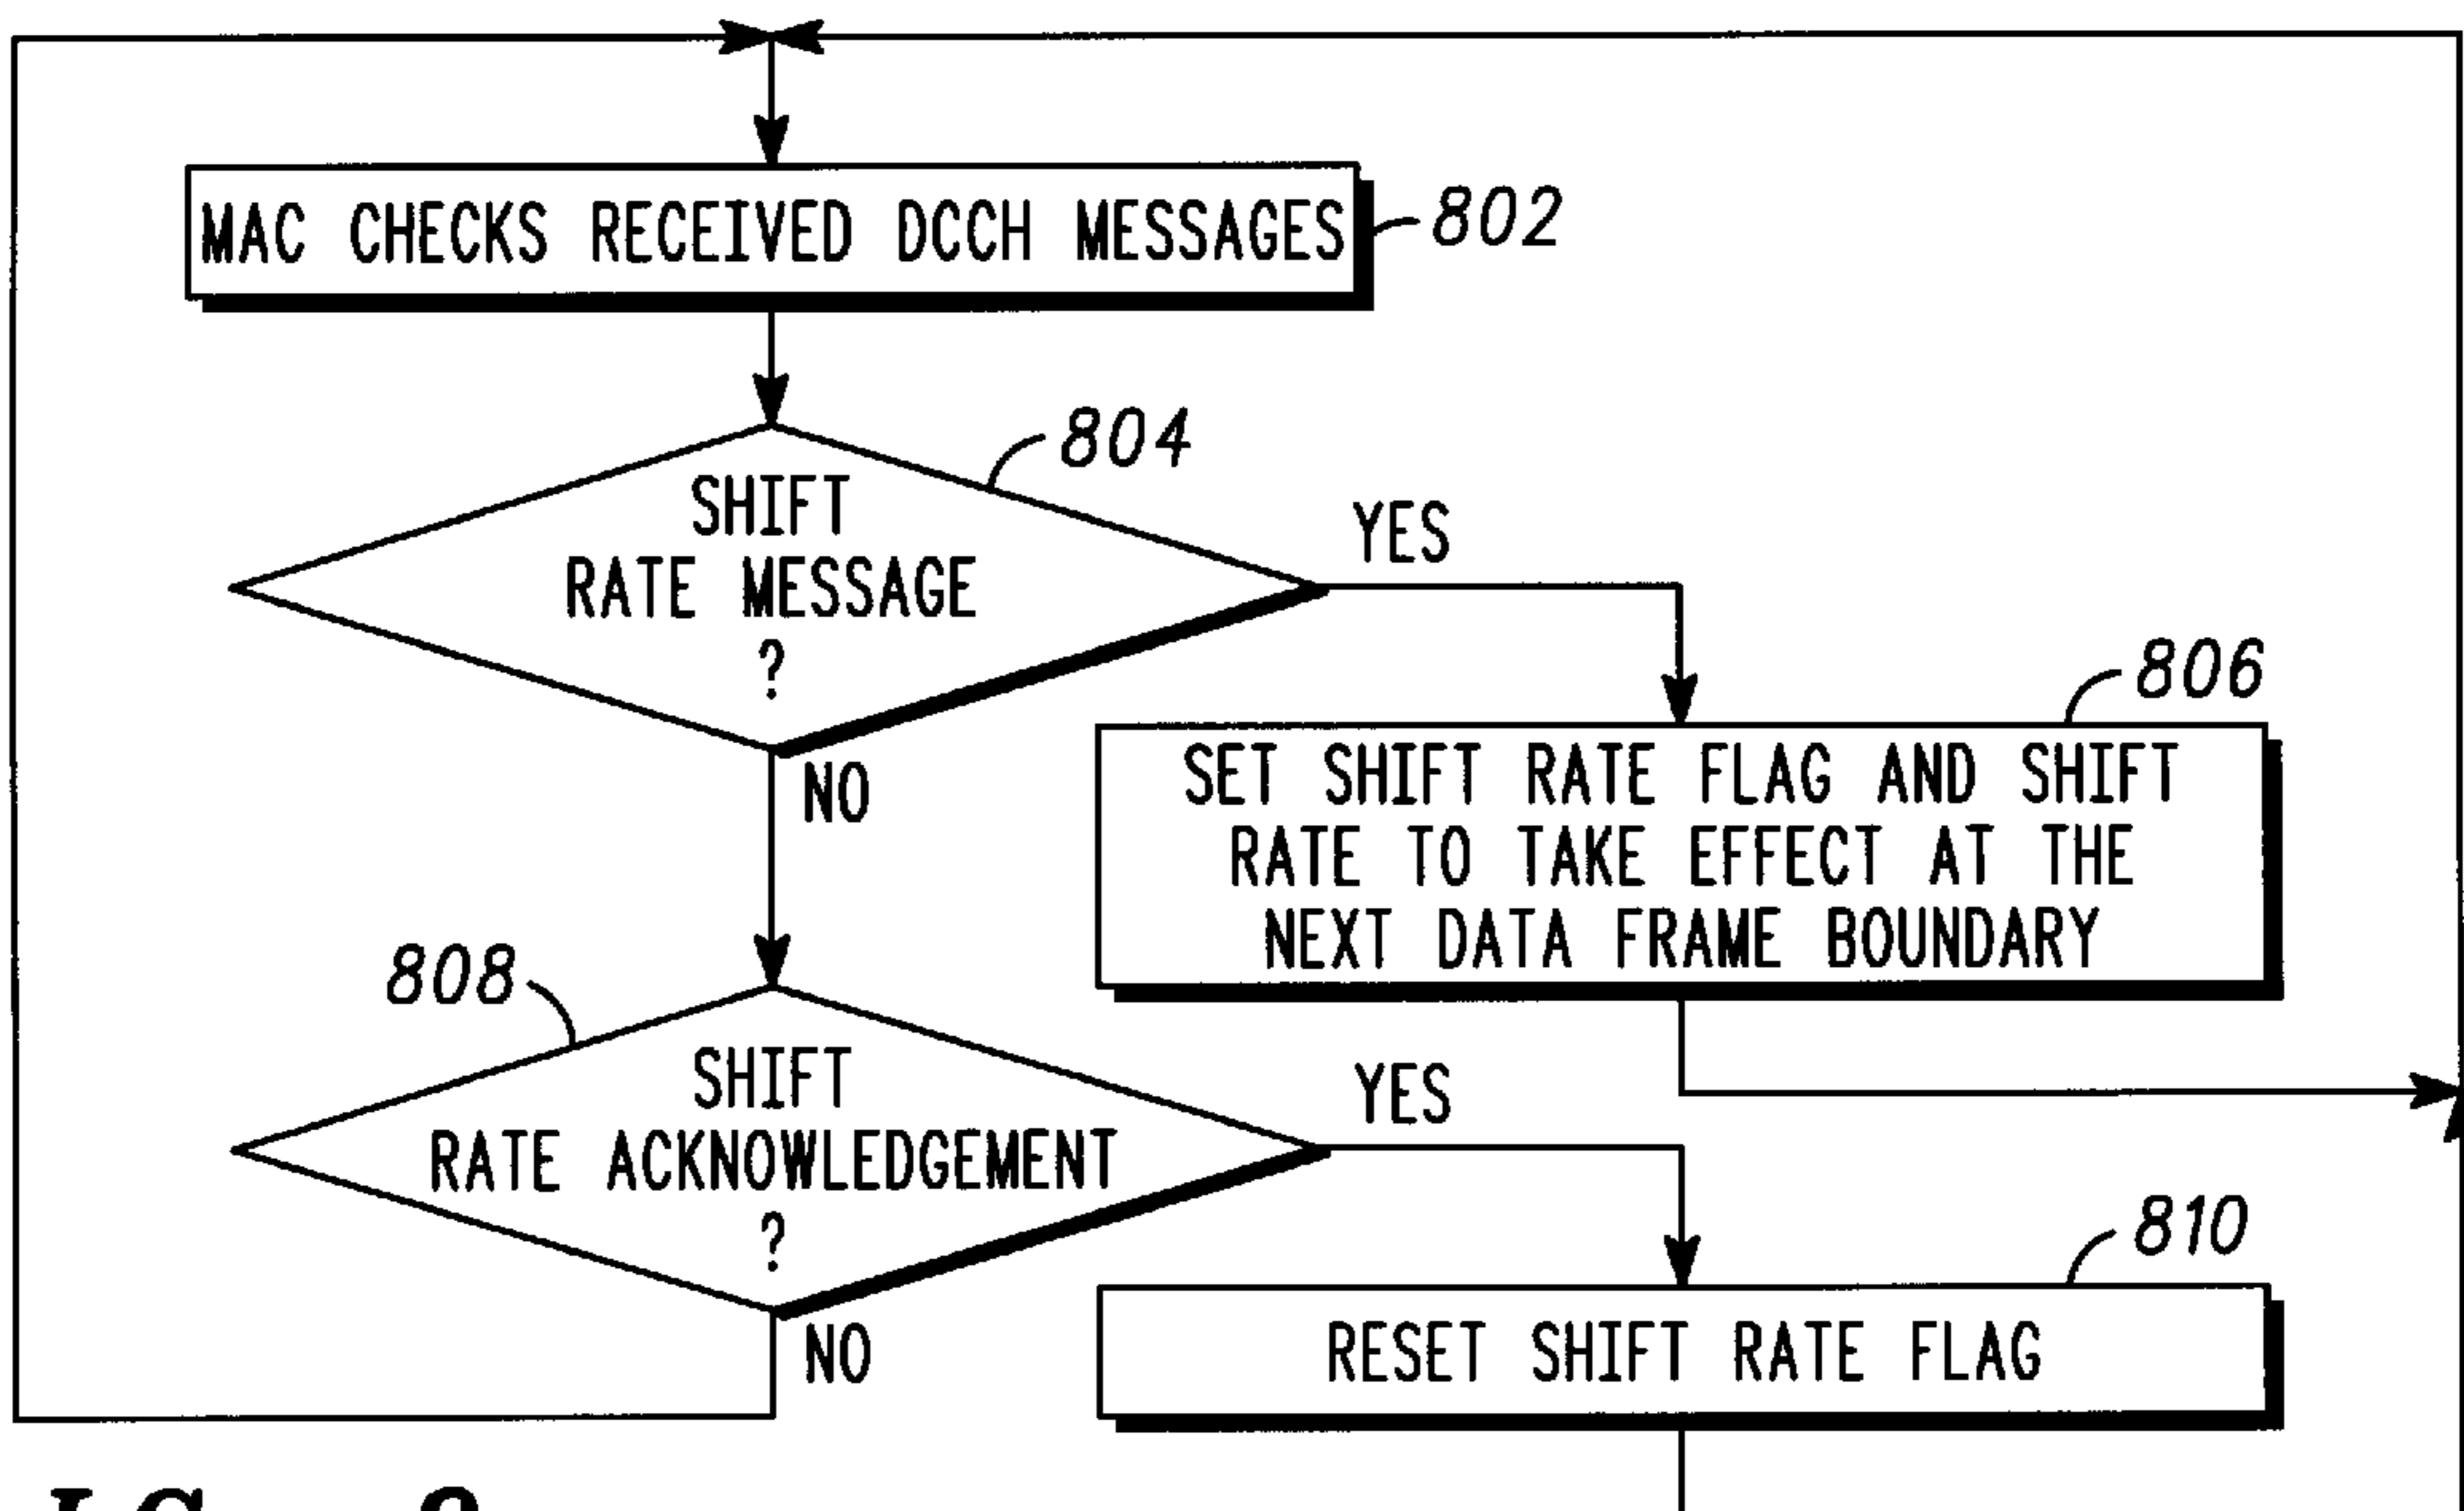 MAC CHECKS RECEIVED DCCH MESSAGES
802
804
SHIFT
RATE MESSAGE
?
YES
NO
806
SET SHIFT RATE FLAG AND SHIFT
RATE TO TAKE EFFECT AT THE
NEXT DATA FRAME BOUNDARY
808
SHIFT
RATE ACKNOWLEDGEMENT
?
YES
NO
810
RESET SHIFT RATE FLAG